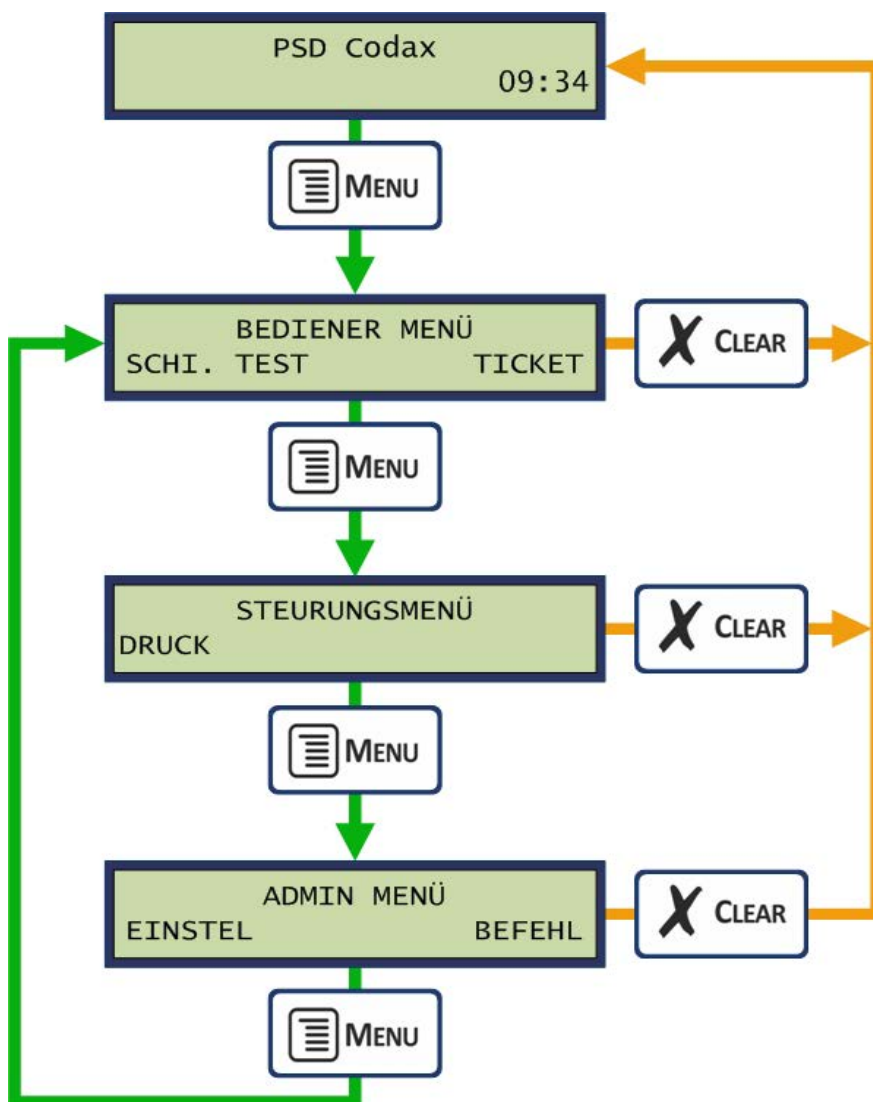 PSD Codax
09:34
MENU
BEDIENER MENÜ
SCHI. TEST TICKET
CLEAR
MENU
STEURUNGSMENÜ
DRUCK
CLEAR
MENU
ADMIN MENÜ
EINSTEL BEFEHL
CLEAR
MENU